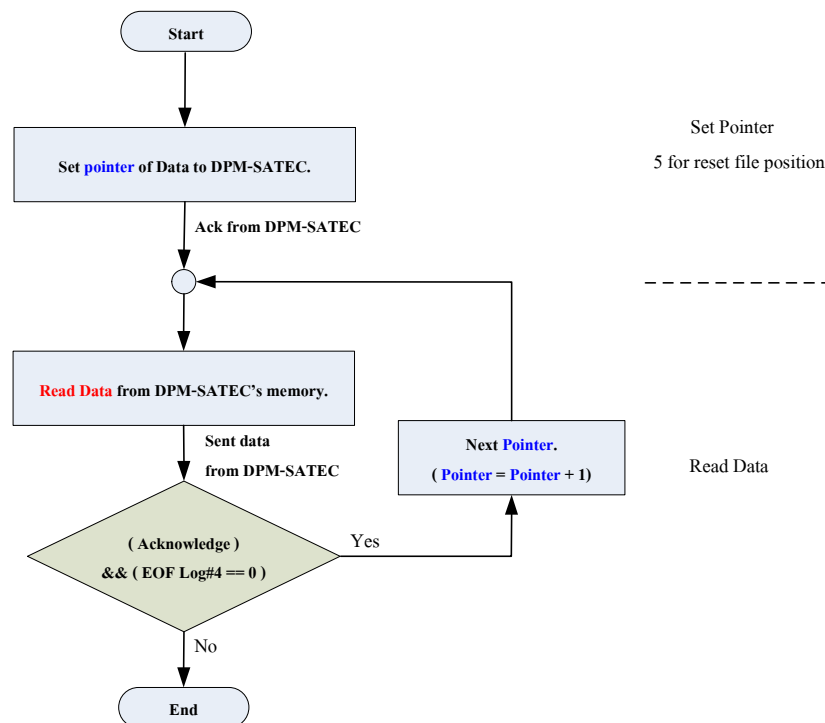 Start
Set Pointer
5 for reset file position
Set pointer of Data to DPM-SATEC.
Ack from DPM-SATEC
Read Data from DPM-SATEC's memory.
Sent data
from DPM-SATEC
Next Pointer.
( Pointer = Pointer + 1)
Read Data
( Acknowledge )
&& ( EOF Log#4 == 0 )
Yes
No
End